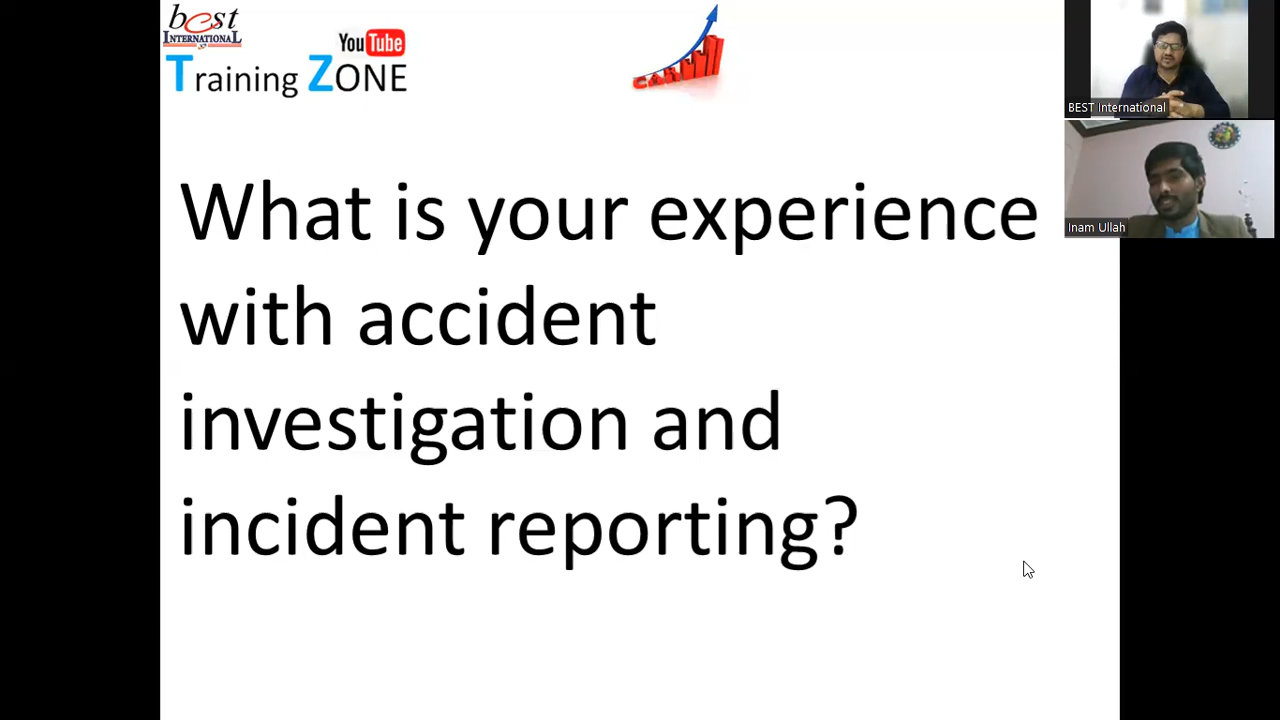 best
INTERNATIONAL
YouTube
Training ZONE
CAREER
BEST International
Inam Ullah
What is your experience
with accident
investigation and
incident reporting?